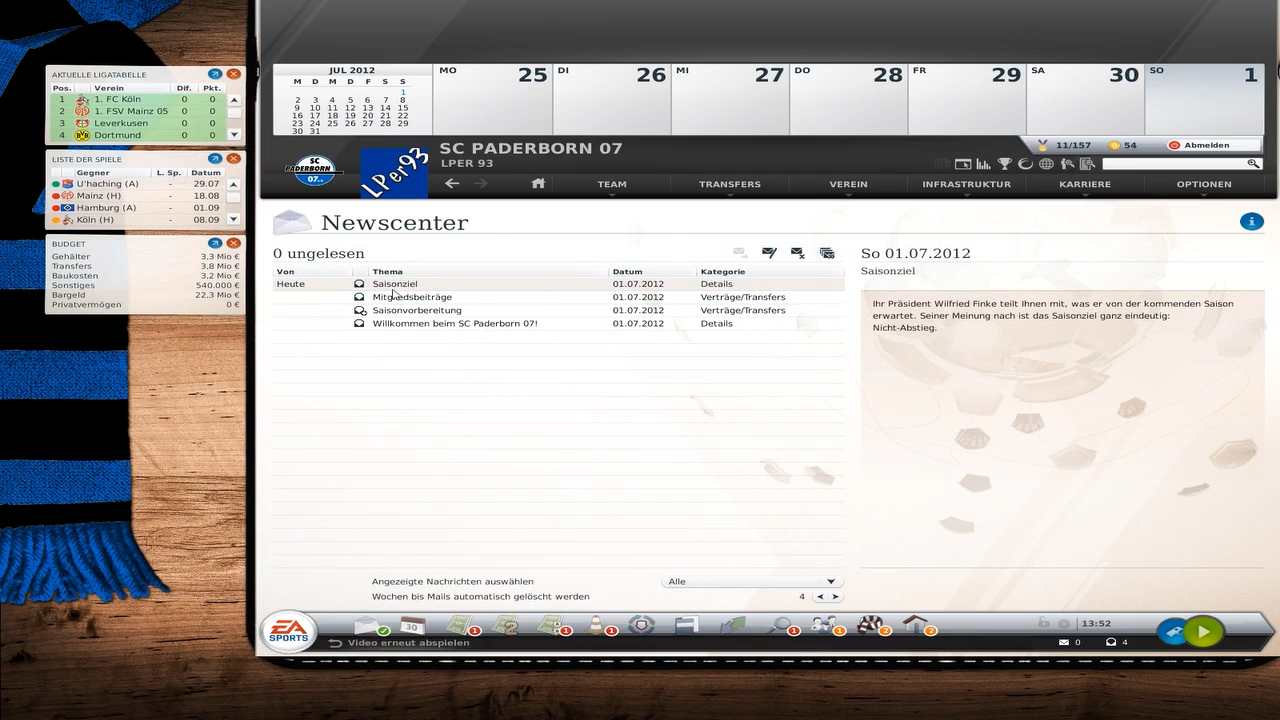 AKTUELLE LIGATABELLE
Pos. Verein Dif. Pkt.
1 1. FC Köln 0 0
2 1. FSV Mainz 05 0 0
3 Leverkusen 0 0
4 Dortmund 0 0
LISTE DER SPIELE
Gegner L. Sp. Datum
U'haching (A) - 29.07
Mainz (H) - 18.08
Hamburg (A) - 01.09
Köln (H) - 08.09
BUDGET
Gehälter 3,3 Mio €
Transfers 3,8 Mio €
Baukosten 3,2 Mio €
Sonstiges 540.000 €
Bargeld 22,3 Mio €
Privatvermögen 0 €
JUL 2012
M D M D F S S
1
2 3 4 5 6 7 8
9 10 11 12 13 14 15
16 17 18 19 20 21 22
23 24 25 26 27 28 29
30 31
MO 25 DI 26 MI 27 DO 28 FR 29 SA 30 SO 1
SC PADERBORN 07..
LPer93
SC PADERBORN 07
LPER 93
11/157 54 Abmelden
TEAM TRANSFERS VEREIN INFRASTRUKTUR KARRIERE OPTIONEN
Newscenter
0 ungelesen
Von Thema Datum Kategorie
Heute Saisonziel 01.07.2012 Details
Mitgliedsbeiträge 01.07.2012 Verträge/Transfers
Saisonvorbereitung 01.07.2012 Verträge/Transfers
Willkommen beim SC Paderborn 07! 01.07.2012 Details
So 01.07.2012
Saisonziel
Ihr Präsident Wilfried Finke teilt Ihnen mit, was er von der kommenden Saison
erwartet. Seiner Meinung nach ist das Saisonziel ganz eindeutig:
Nicht-Abstieg.
Angezeigte Nachrichten auswählen Alle
Wochen bis Mails automatisch gelöscht werden 4
EA SPORTS
30 1 2 1 1 1 1 2 2
13:52
Video erneut abspielen
0 4